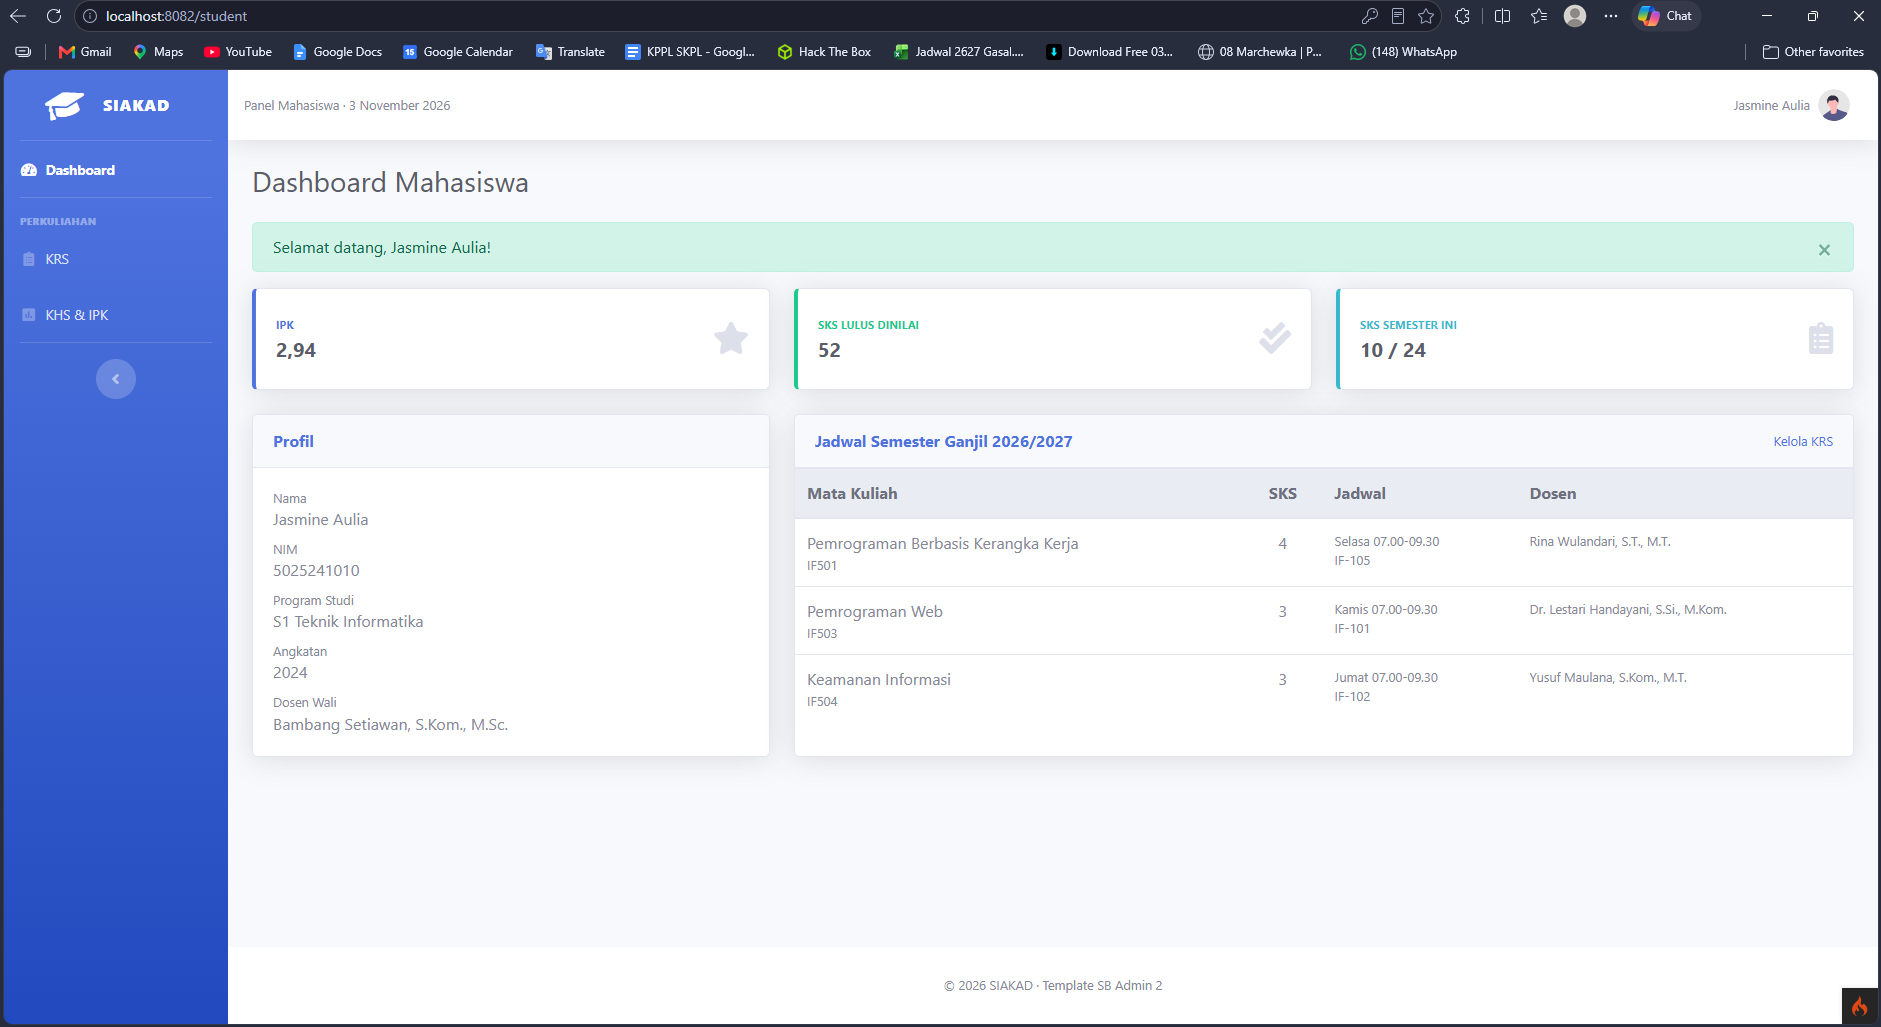 localhost:8082/student
Chat
Gmail
Maps
YouTube
Google Docs
Google Calendar
Translate
KPPL SKPL - Googl...
Hack The Box
Jadwal 2627 Gasal....
Download Free 03...
08 Marchewka | P...
(148) WhatsApp
Other favorites
SIAKAD
Panel Mahasiswa · 3 November 2026
Jasmine Aulia
Dashboard
PERKULIAHAN
KRS
KHS & IPK
Dashboard Mahasiswa
Selamat datang, Jasmine Aulia!
×
IPK
2,94
SKS LULUS DINILAI
52
SKS SEMESTER INI
10 / 24
Profil
Nama
Jasmine Aulia
NIM
5025241010
Program Studi
S1 Teknik Informatika
Angkatan
2024
Dosen Wali
Bambang Setiawan, S.Kom., M.Sc.
Jadwal Semester Ganjil 2026/2027
Kelola KRS
Mata Kuliah SKS Jadwal Dosen
Pemrograman Berbasis Kerangka Kerja 4 Selasa 07.00-09.30 Rina Wulandari, S.T., M.T.
IF501 IF-105
Pemrograman Web 3 Kamis 07.00-09.30 Dr. Lestari Handayani, S.Si., M.Kom.
IF503 IF-101
Keamanan Informasi 3 Jumat 07.00-09.30 Yusuf Maulana, S.Kom., M.T.
IF504 IF-102
© 2026 SIAKAD · Template SB Admin 2